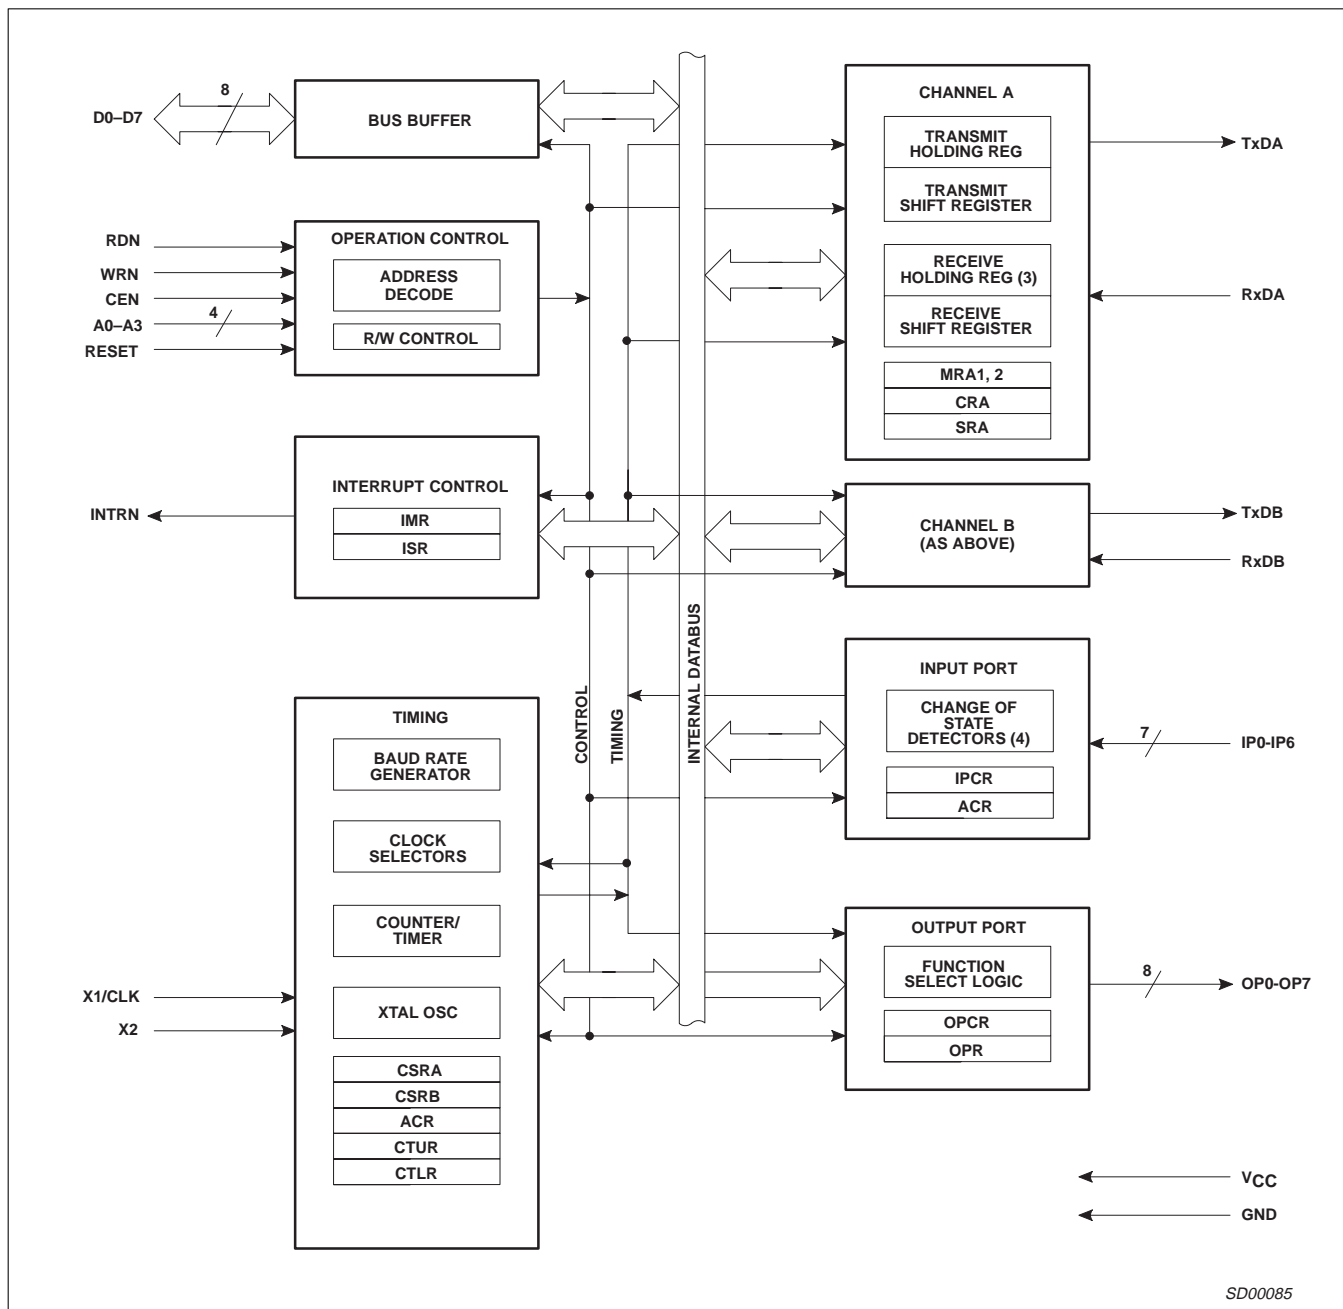 8
D0–D7
BUS BUFFER
RDN
WRN
CEN
A0–A3
4
RESET
OPERATION CONTROL
ADDRESS
DECODE
R/W CONTROL
INTRN
INTERRUPT CONTROL
IMR
ISR
TIMING
BAUD RATE
GENERATOR
CLOCK
SELECTORS
COUNTER/
TIMER
X1/CLK
X2
XTAL OSC
CSRA
CSRB
ACR
CTUR
CTLR
CONTROL
TIMING
INTERNAL DATABUS
CHANNEL A
TRANSMIT
HOLDING REG
TRANSMIT
SHIFT REGISTER
RECEIVE
HOLDING REG (3)
RECEIVE
SHIFT REGISTER
MRA1, 2
CRA
SRA
TxDA
RxDA
CHANNEL B
(AS ABOVE)
TxDB
RxDB
INPUT PORT
CHANGE OF
STATE
DETECTORS (4)
IPCR
ACR
7
IP0-IP6
OUTPUT PORT
FUNCTION
SELECT LOGIC
OPCR
OPR
8
OP0-OP7
VCC
GND
SD00085